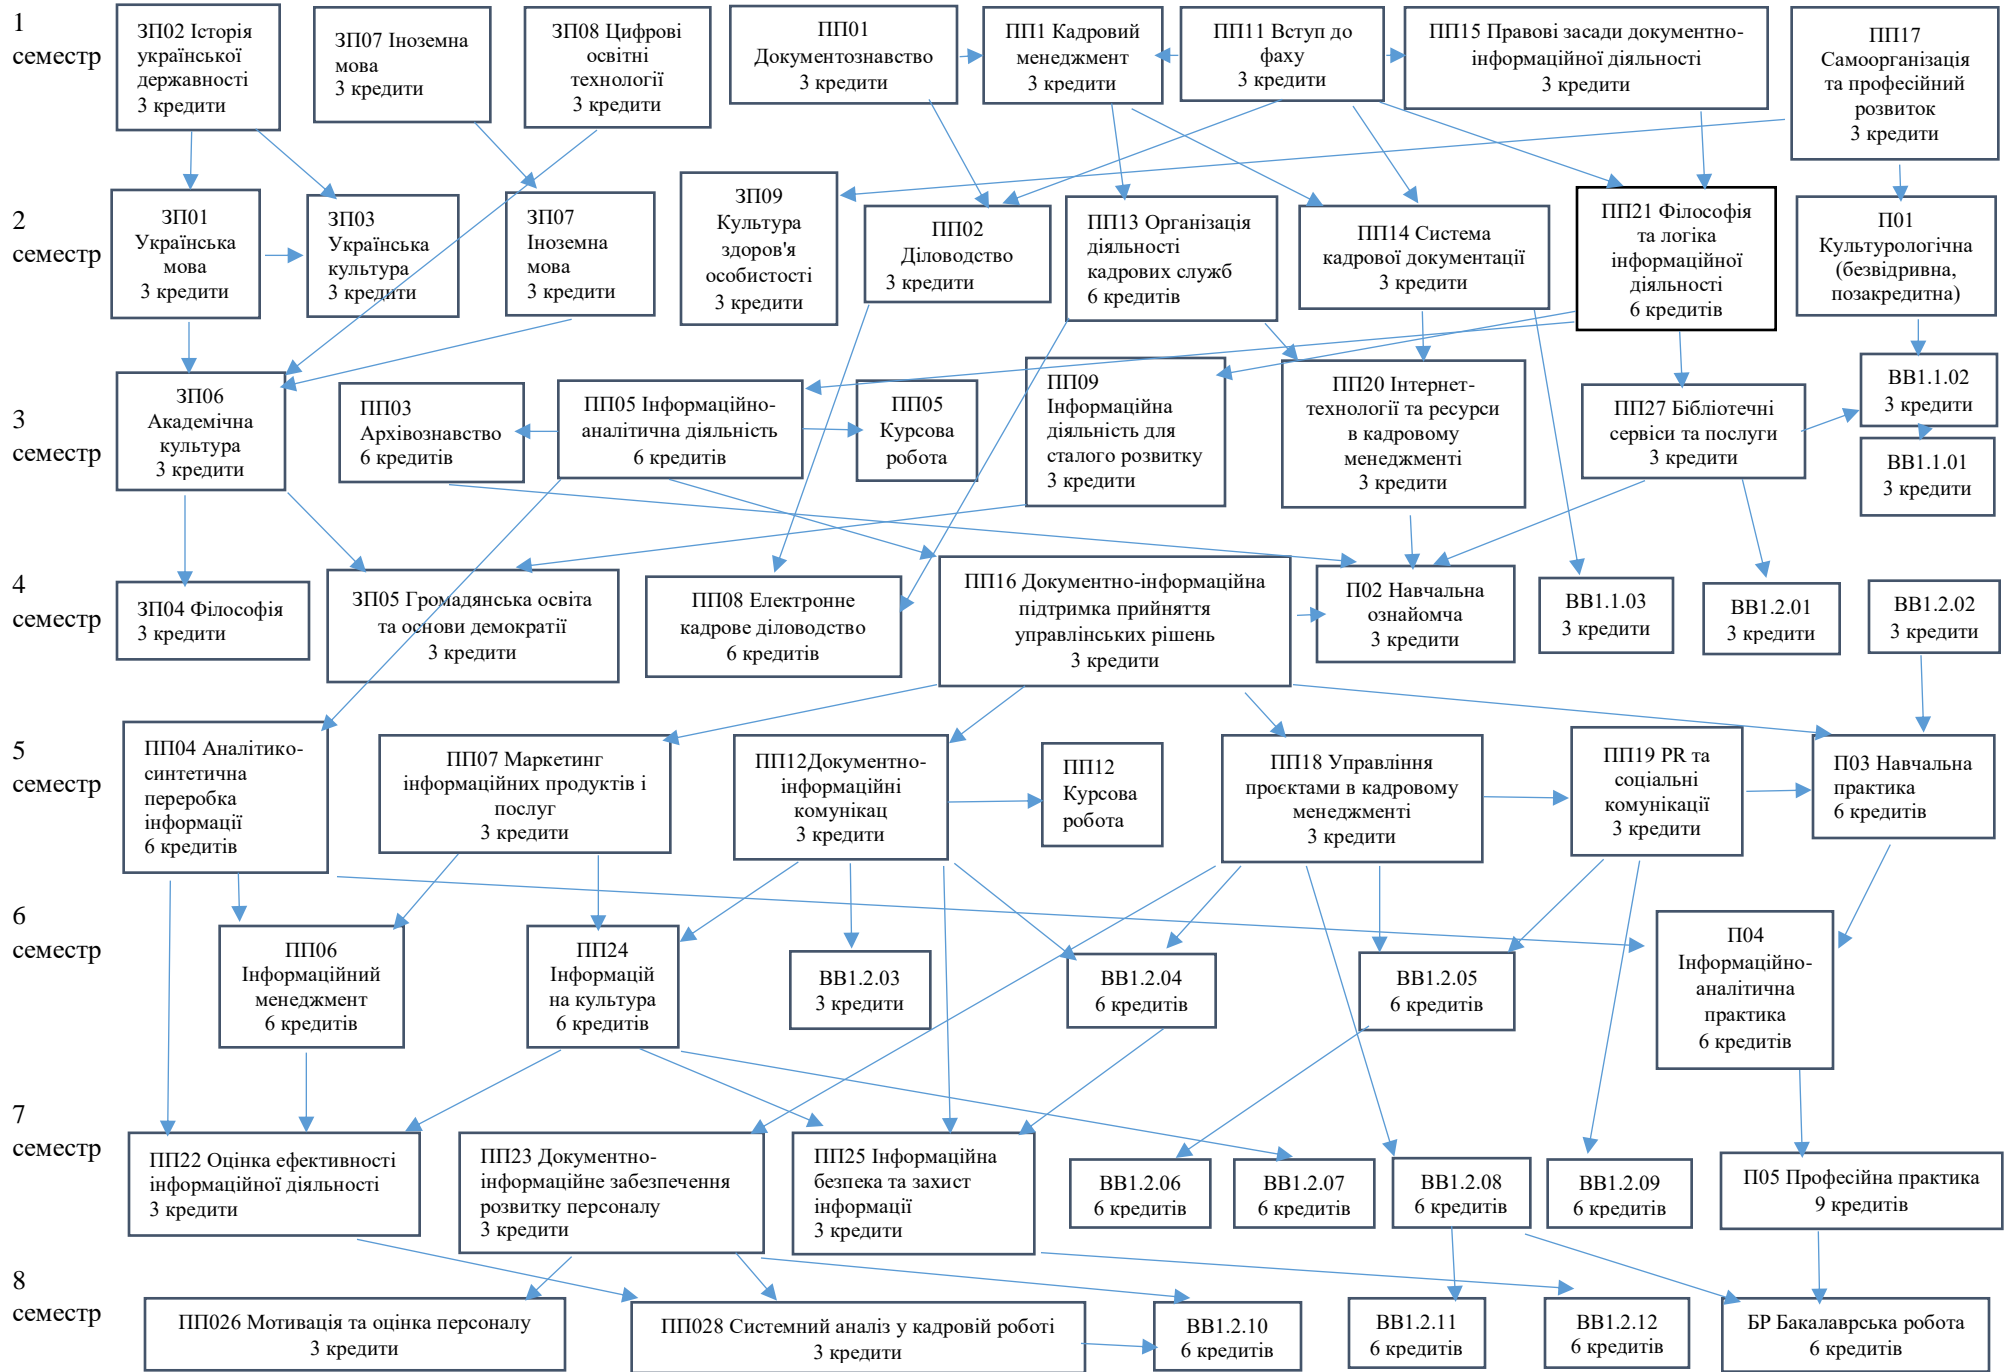 1
семестр
ЗП02 Історія
української
державності
3 кредити
ЗП07 Іноземна
мова
3 кредити
ЗП08 Цифрові
освітні
технології
3 кредити
ПП01
Документознавство
3 кредити
ПП1 Кадровий
менеджмент
3 кредити
ПП11 Вступ до
фаху
3 кредити
ПП15 Правові засади документно-
інформаційної діяльності
3 кредити
ПП17
Самоорганізація
та професійний
розвиток
3 кредити
2
семестр
ЗП01
Українська
мова
3 кредити
ЗП03
Українська
культура
3 кредити
ЗП07
Іноземна
мова
3 кредити
ЗП09
Культура
здоров'я
особистості
3 кредити
ПП02
Діловодство
3 кредити
ПП13 Організація
діяльності
кадрових служб
6 кредитів
ПП14 Система
кадрової документації
3 кредити
ПП21 Філософія
та логіка
інформаційної
діяльності
6 кредитів
П01
Культурологічна
(безвідривна,
позакредитна)
3
семестр
ЗП06
Академічна
культура
3 кредити
ПП03
Архівознавство
6 кредитів
ПП05 Інформаційно-
аналітична діяльність
6 кредитів
ПП05
Курсова
робота
ПП09
Інформаційна
діяльність для
сталого розвитку
3 кредити
ПП20 Інтернет-
технології та ресурси
в кадровому
менеджменті
3 кредити
ПП27 Бібліотечні
сервіси та послуги
3 кредити
ВВ1.1.02
3 кредити
ВВ1.1.01
3 кредити
4
семестр
ЗП04 Філософія
3 кредити
ЗП05 Громадянська освіта
та основи демократії
3 кредити
ПП08 Електронне
кадрове діловодство
6 кредитів
ПП16 Документно-інформаційна
підтримка прийняття
управлінських рішень
3 кредити
П02 Навчальна
ознайомча
3 кредити
ВВ1.1.03
3 кредити
ВВ1.2.01
3 кредити
ВВ1.2.02
3 кредити
5
семестр
ПП04 Аналітико-
синтетична
переробка
інформації
6 кредитів
ПП07 Маркетинг
інформаційних продуктів і
послуг
3 кредити
ПП12Документно-
інформаційні
комунікац
3 кредити
ПП12
Курсова
робота
ПП18 Управління
проєктами в кадровому
менеджменті
3 кредити
ПП19 PR та
соціальні
комунікації
3 кредити
П03 Навчальна
практика
6 кредитів
6
семестр
ПП06
Інформаційний
менеджмент
6 кредитів
ПП24
Інформацій
на культура
6 кредитів
ВВ1.2.03
3 кредити
ВВ1.2.04
6 кредитів
ВВ1.2.05
6 кредитів
П04
Інформаційно-
аналітична
практика
6 кредитів
7
семестр
ПП22 Оцінка ефективності
інформаційної діяльності
3 кредити
ПП23 Документно-
інформаційне забезпечення
розвитку персоналу
3 кредити
ПП25 Інформаційна
безпека та захист
інформації
3 кредити
ВВ1.2.06
6 кредитів
ВВ1.2.07
6 кредитів
ВВ1.2.08
6 кредитів
ВВ1.2.09
6 кредитів
П05 Професійна практика
9 кредитів
8
семестр
ПП026 Мотивація та оцінка персоналу
3 кредити
ПП028 Системний аналіз у кадровій роботі
3 кредити
ВВ1.2.10
6 кредитів
ВВ1.2.11
6 кредитів
ВВ1.2.12
6 кредитів
БР Бакалаврська робота
6 кредитів